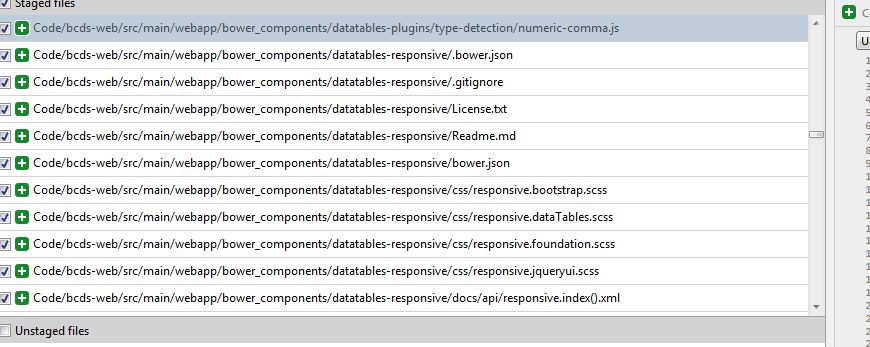 Staged files
Code/bcds-web/src/main/webapp/bower_components/datatables-plugins/type-detection/numeric-comma.js
Code/bcds-web/src/main/webapp/bower_components/datatables-responsive/.bower.json
Code/bcds-web/src/main/webapp/bower_components/datatables-responsive/.gitignore
Code/bcds-web/src/main/webapp/bower_components/datatables-responsive/License.txt
Code/bcds-web/src/main/webapp/bower_components/datatables-responsive/Readme.md
Code/bcds-web/src/main/webapp/bower_components/datatables-responsive/bower.json
Code/bcds-web/src/main/webapp/bower_components/datatables-responsive/css/responsive.bootstrap.scss
Code/bcds-web/src/main/webapp/bower_components/datatables-responsive/css/responsive.dataTables.scss
Code/bcds-web/src/main/webapp/bower_components/datatables-responsive/css/responsive.foundation.scss
Code/bcds-web/src/main/webapp/bower_components/datatables-responsive/css/responsive.jqueryui.scss
Code/bcds-web/src/main/webapp/bower_components/datatables-responsive/docs/api/responsive.index().xml
Unstaged files